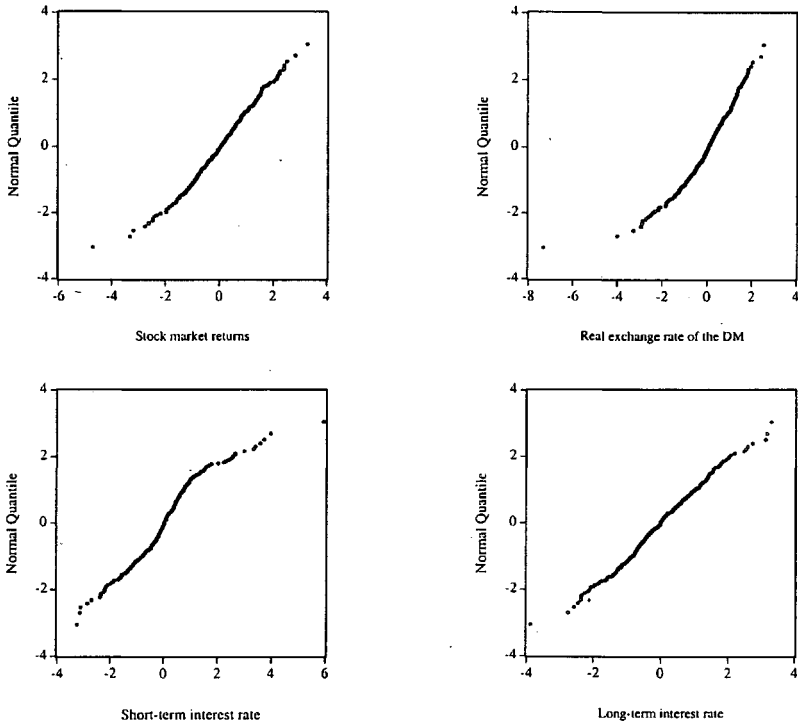 4
2
0
-2
-4
Normal Quantile
-6 -4 -2 0 2 4
Stock market returns
4
2
0
-2
-4
Normal Quantile
-8 -6 -4 -2 0 2 4
Real exchange rate of the DM
4
2
0
-2
-4
Normal Quantile
-4 -2 0 2 4 6
Short-term interest rate
4
2
0
-2
-4
Normal Quantile
-4 -2 0 2 4
Long-term interest rate